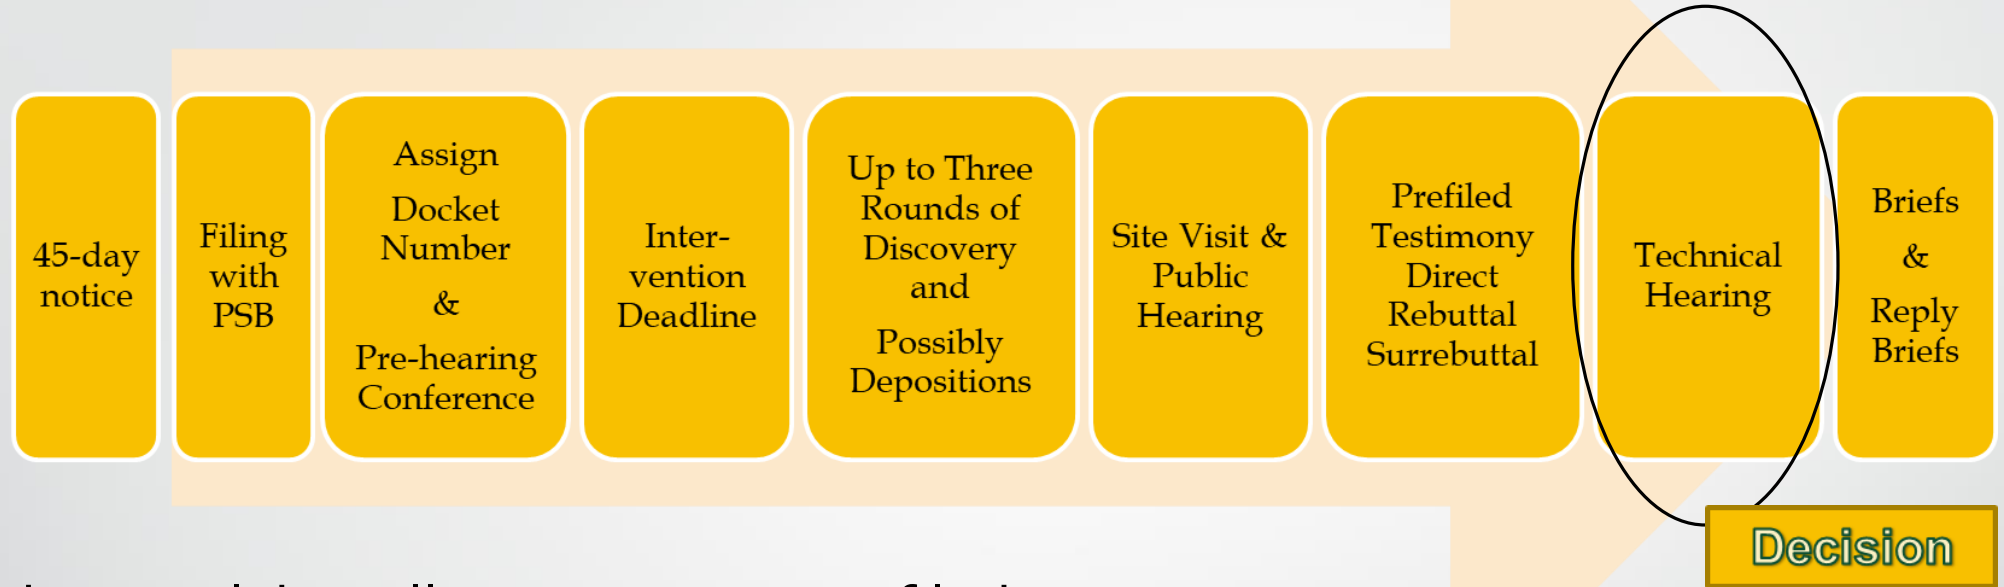 45-day
notice
Filing
with
PSB
Assign
Docket
Number
&
Pre-hearing
Conference
Inter-
vention
Deadline
Up to Three
Rounds of
Discovery
and
Possibly
Depositions
Site Visit &
Public
Hearing
Prefiled
Testimony
Direct
Rebuttal
Surrebuttal
Technical
Hearing
Briefs
&
Reply
Briefs
Decision